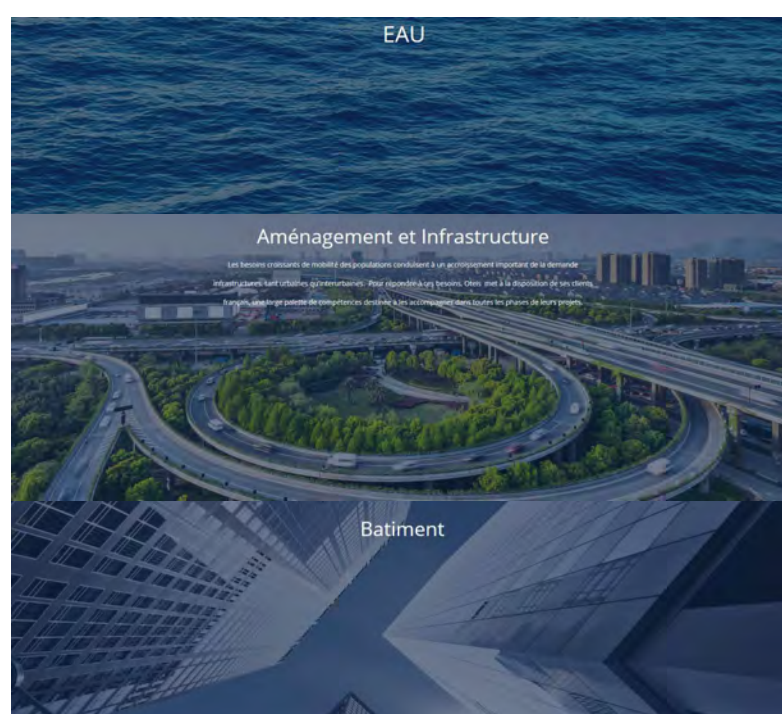 EAU
Aménagement et Infrastructure
Les besoins croissants de mobilité des populations conduisent à un accroissement important de la demande
infrastructures, tant urbaines qu'interurbaines. Pour répondre à ces besoins, Oteis met à la disposition de ses clients
français, une large palette de compétences destinée à les accompagner dans toutes les phases de leurs projets.
Batiment